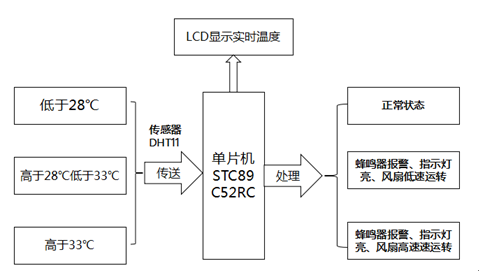 LCD显示实时温度
低于28℃
高于28℃低于33℃
高于33℃
传感器
DHT11
传送
单片机
STC89
C52RC
处理
正常状态
蜂鸣器报警、指示灯
亮、风扇低速运转
蜂鸣器报警、指示灯
亮、风扇高速速运转